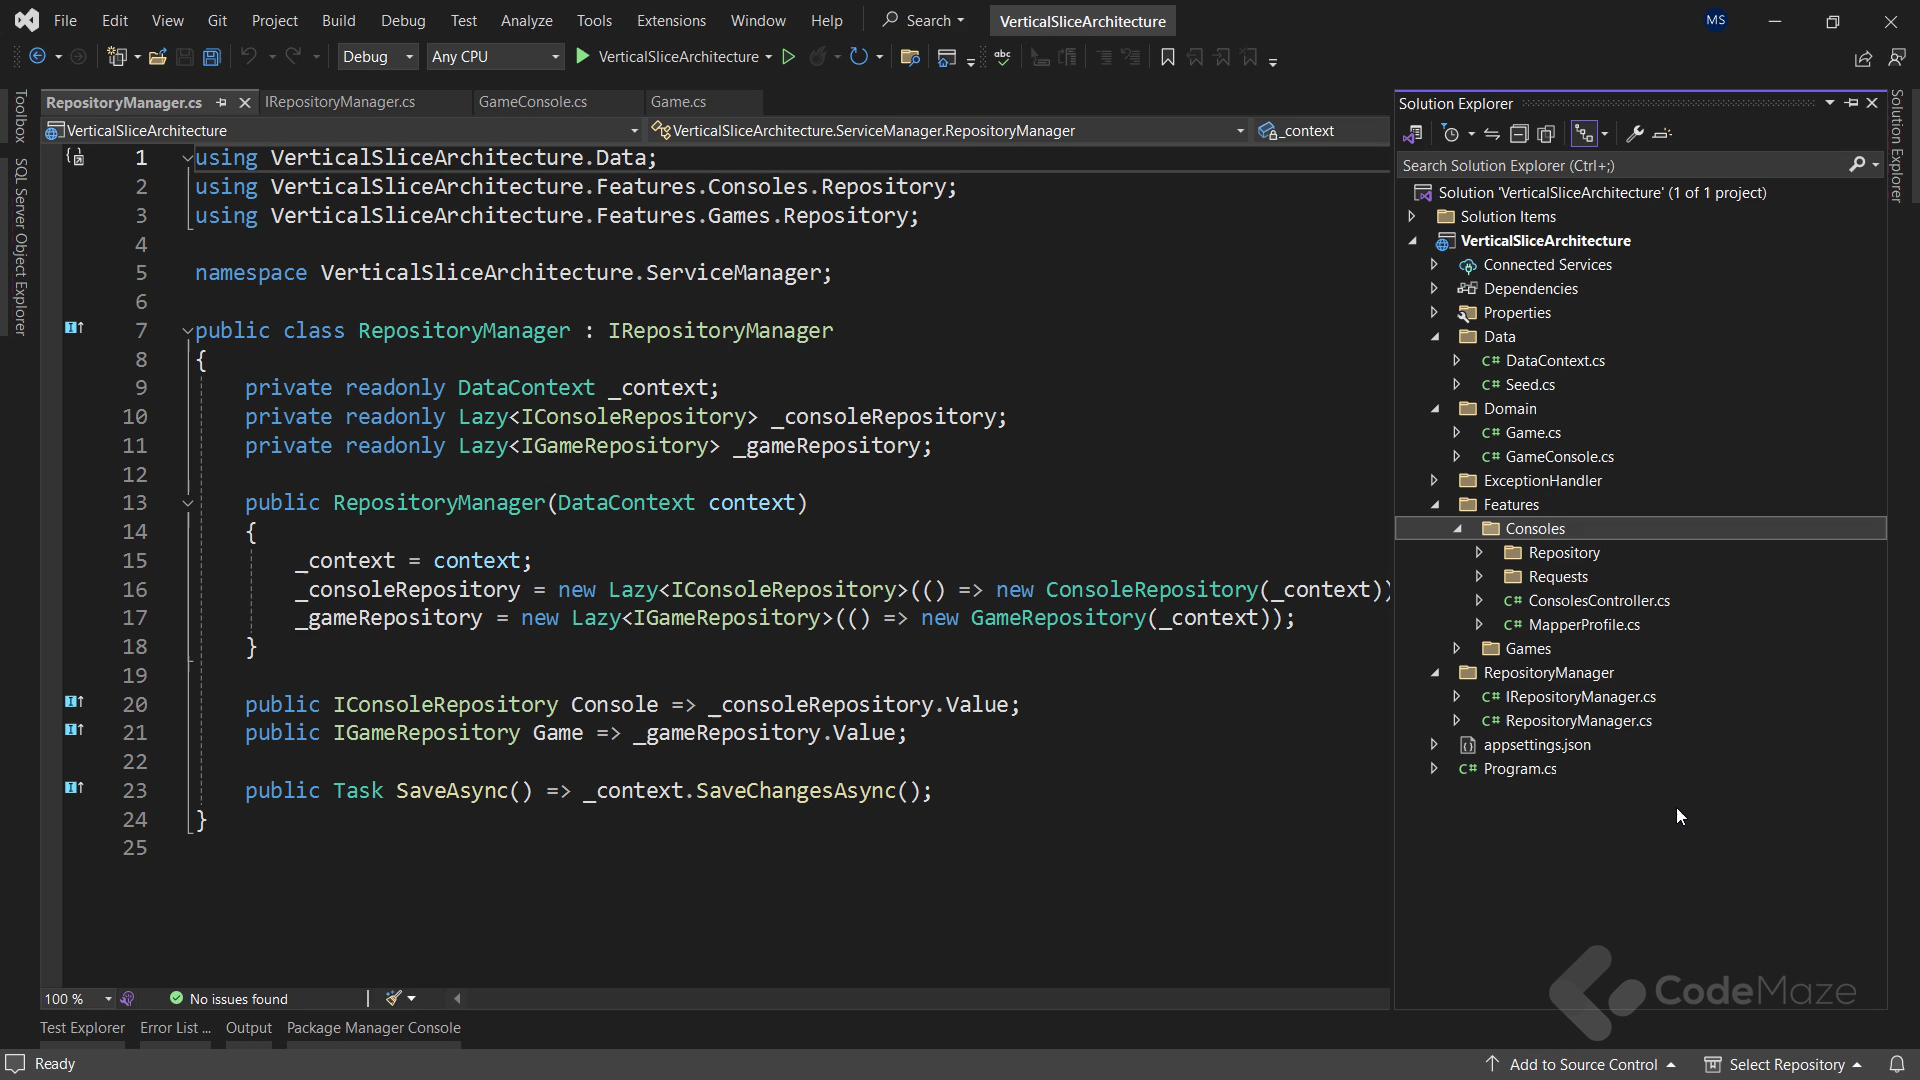 File Edit View Git Project Build Debug Test Analyze Tools Extensions Window Help Search VerticalSliceArchitecture MS
Debug Any CPU VerticalSliceArchitecture
Toolbox
SQL Server Object Explorer
RepositoryManager.cs IRepositoryManager.cs GameConsole.cs Game.cs
VerticalSliceArchitecture VerticalSliceArchitecture.ServiceManager.RepositoryManager _context
1 using VerticalSliceArchitecture.Data;
2 using VerticalSliceArchitecture.Features.Consoles.Repository;
3 using VerticalSliceArchitecture.Features.Games.Repository;
4
5 namespace VerticalSliceArchitecture.ServiceManager;
6
7 public class RepositoryManager : IRepositoryManager
8 {
9 private readonly DataContext _context;
10 private readonly Lazy<IConsoleRepository> _consoleRepository;
11 private readonly Lazy<IGameRepository> _gameRepository;
12
13 public RepositoryManager(DataContext context)
14 {
15 _context = context;
16 _consoleRepository = new Lazy<IConsoleRepository>(() => new ConsoleRepository(_context))
17 _gameRepository = new Lazy<IGameRepository>(() => new GameRepository(_context));
18 }
19
20 public IConsoleRepository Console => _consoleRepository.Value;
21 public IGameRepository Game => _gameRepository.Value;
22
23 public Task SaveAsync() => _context.SaveChangesAsync();
24 }
25
100 % No issues found
Test Explorer Error List ... Output Package Manager Console
Ready
Solution Explorer
Search Solution Explorer (Ctrl+;)
Solution 'VerticalSliceArchitecture' (1 of 1 project)
Solution Items
VerticalSliceArchitecture
Connected Services
Dependencies
Properties
Data
C# DataContext.cs
C# Seed.cs
Domain
C# Game.cs
C# GameConsole.cs
ExceptionHandler
Features
Consoles
Repository
Requests
C# ConsolesController.cs
C# MapperProfile.cs
Games
RepositoryManager
C# IRepositoryManager.cs
C# RepositoryManager.cs
appsettings.json
C# Program.cs
Solution Explorer
CodeMaze
Add to Source Control Select Repository